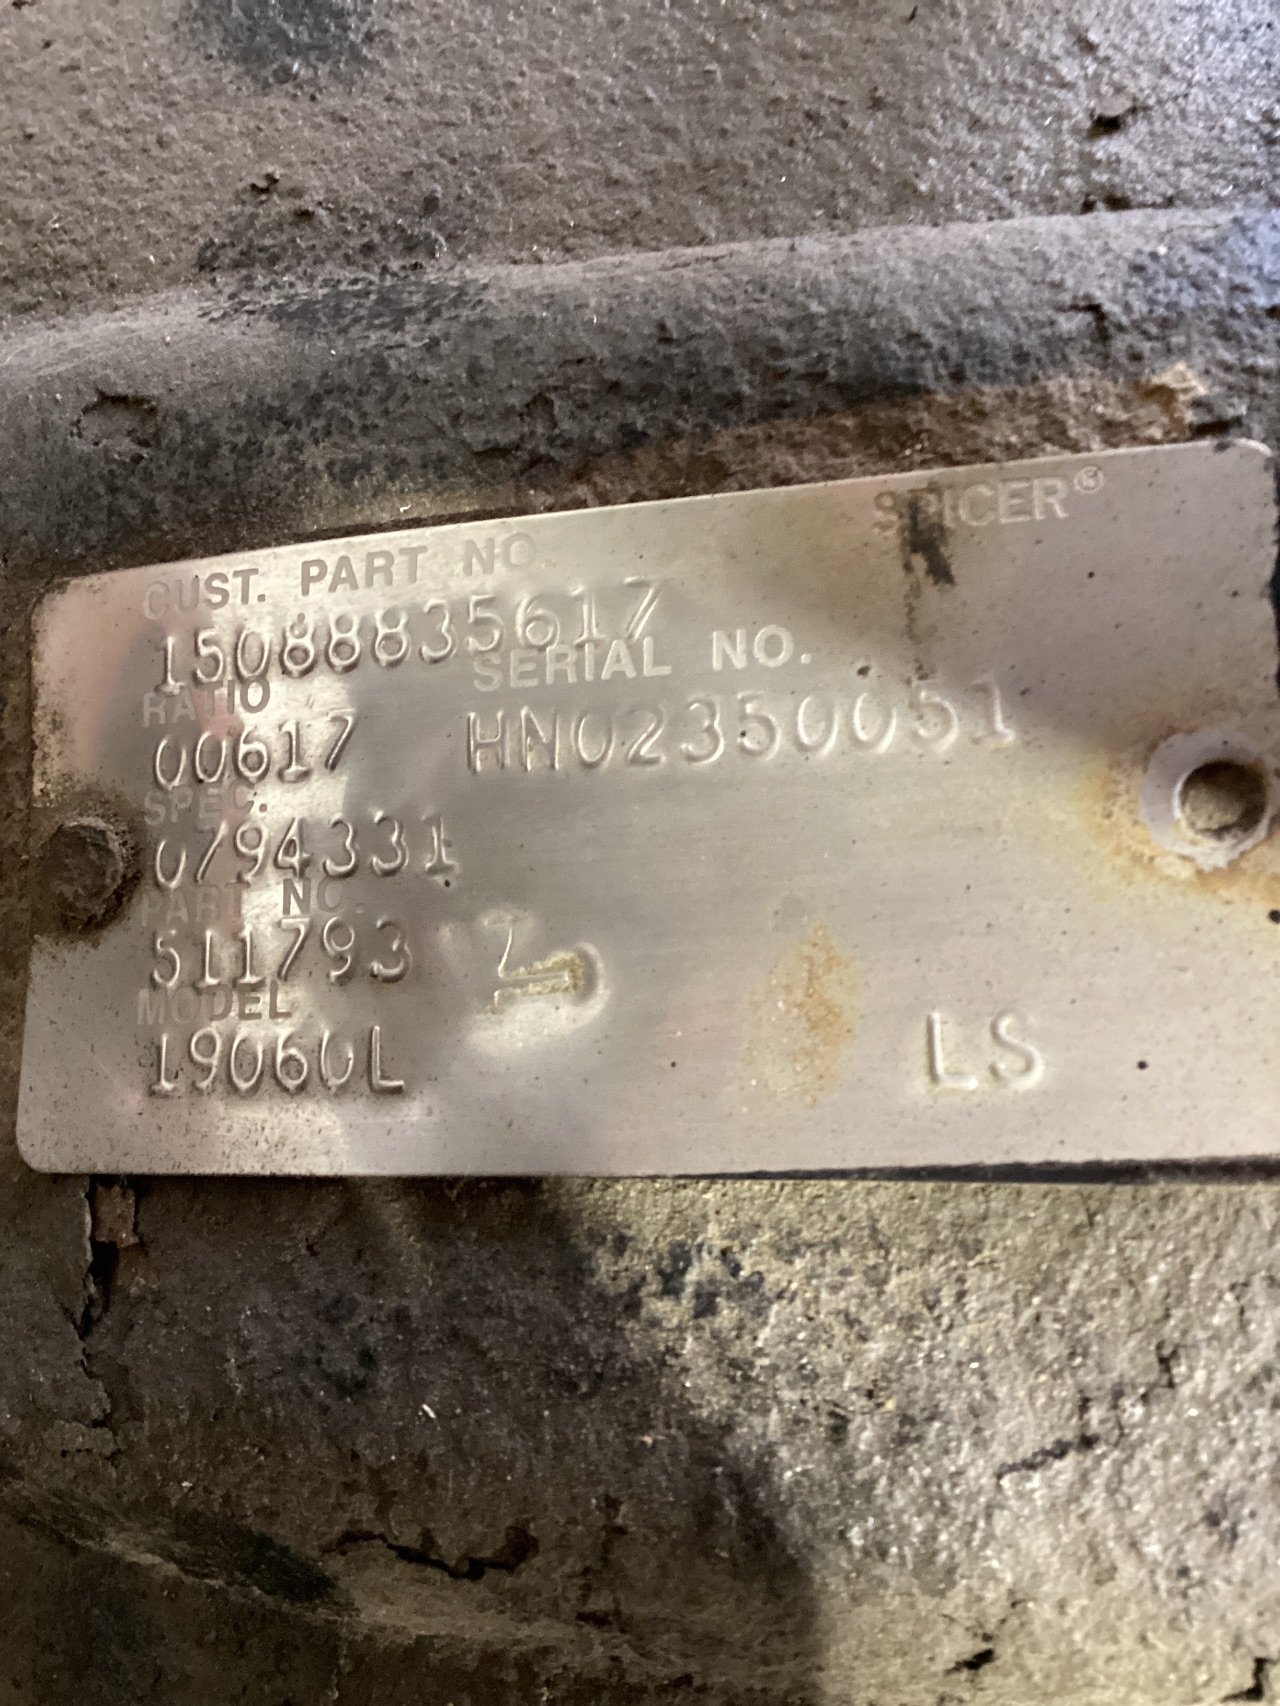 SPICER®
CUST. PART NO.
15088835617
RATIO SERIAL NO.
00617 HN02350051
SPEC.
0794331
PART NO.
511793
MODEL
19060L LS